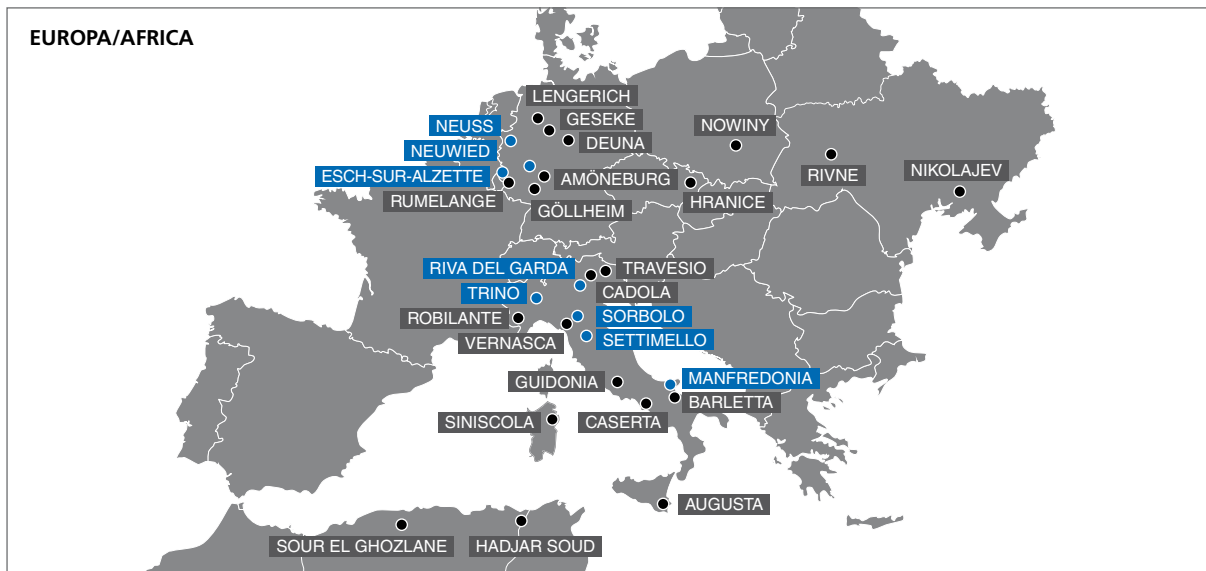 EUROPA/AFRICA
LENGERICH
GESEKE
NEUSS
DEUNA
NOWINY
NEUWIED
ESCH-SUR-ALZETTE
AMÖNEBURG
RIVNE
NIKOLAJEV
RUMELANGE
HRANICE
GÖLLHEIM
RIVA DEL GARDA
TRAVESIO
TRINO
CADOLA
ROBILANTE
SORBOLO
VERNASCA
SETTIMELLO
GUIDONIA
MANFREDONIA
BARLETTA
SINISCOLA
CASERTA
AUGUSTA
SOUR EL GHOZLANE
HADJAR SOUD